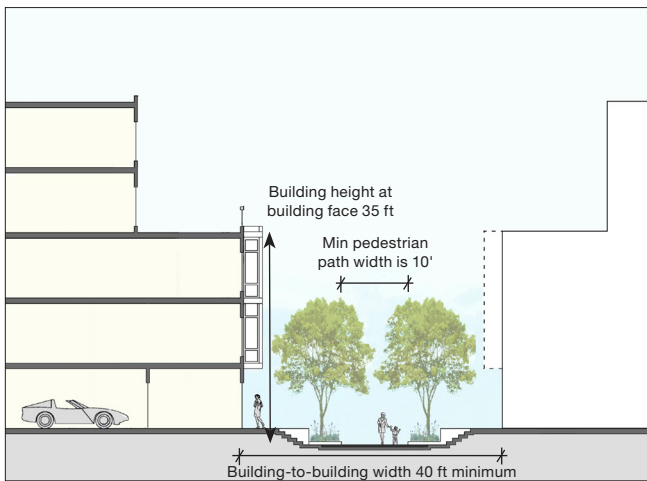 Building height at
building face 35 ft
Min pedestrian
path width is 10'
Building-to-building width 40 ft minimum